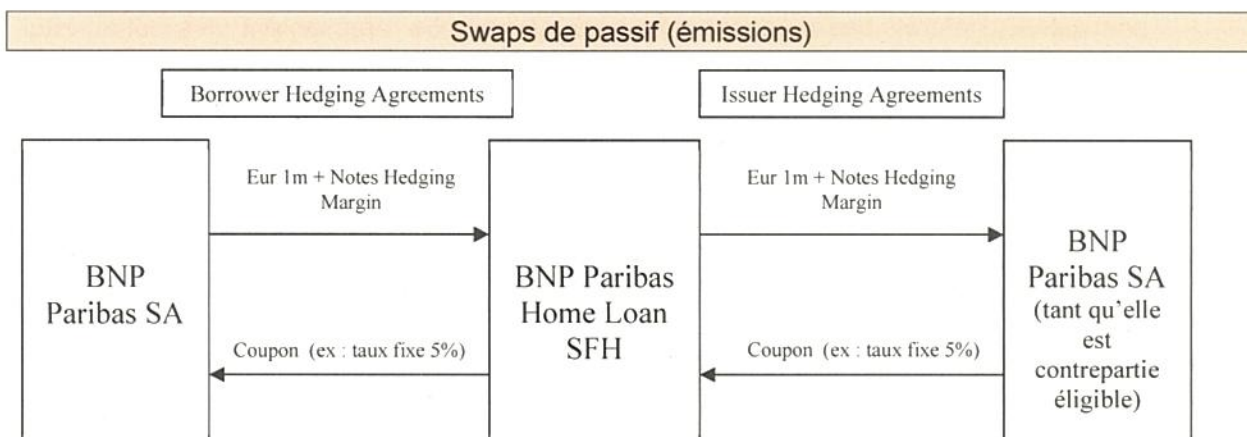 Swaps de passif (émissions)
Borrower Hedging Agreements
Issuer Hedging Agreements
BNP
Paribas SA
Eur 1m + Notes Hedging
Margin
Coupon (ex : taux fixe 5%)
BNP Paribas
Home Loan
SFH
Eur 1m + Notes Hedging
Margin
Coupon (ex : taux fixe 5%)
BNP
Paribas SA
(tant qu'elle
est
contrepartie
éligible)